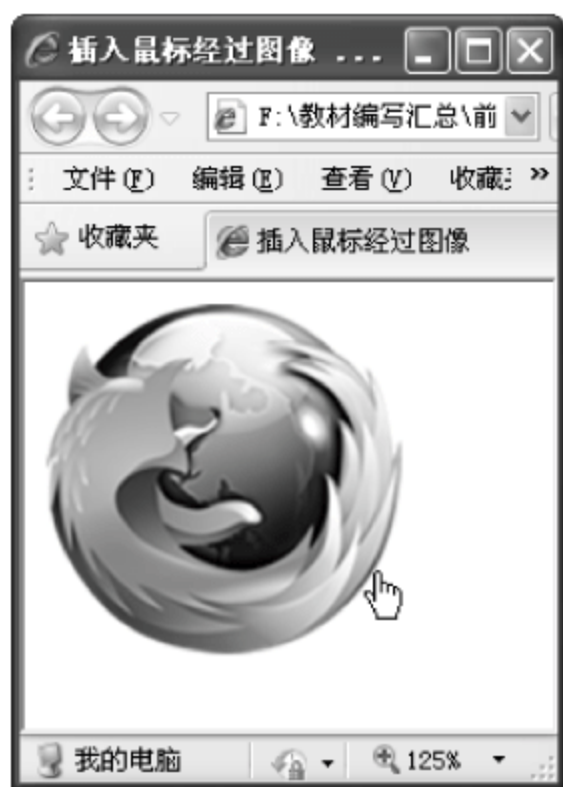 插入鼠标经过图像 ...
F:\教材编写汇总\前
文件(F) 编辑(E) 查看(V) 收藏 »
收藏夹 插入鼠标经过图像
我的电脑 125%